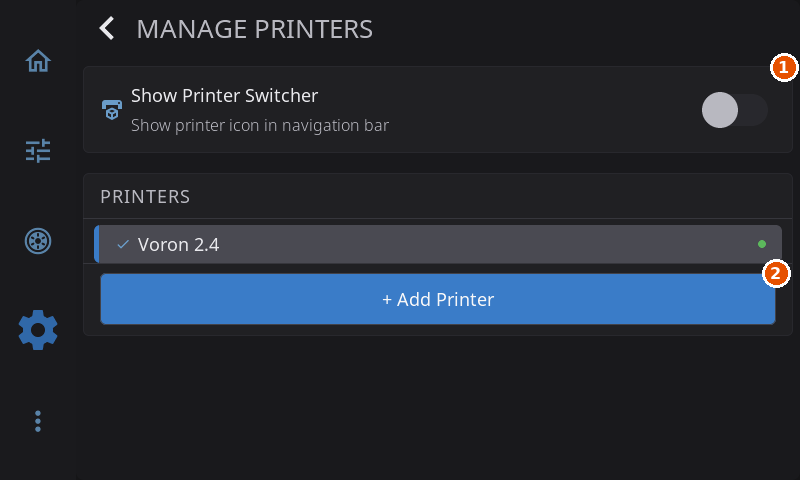 MANAGE PRINTERS
1
Show Printer Switcher
Show printer icon in navigation bar
PRINTERS
Voron 2.4
2
+ Add Printer